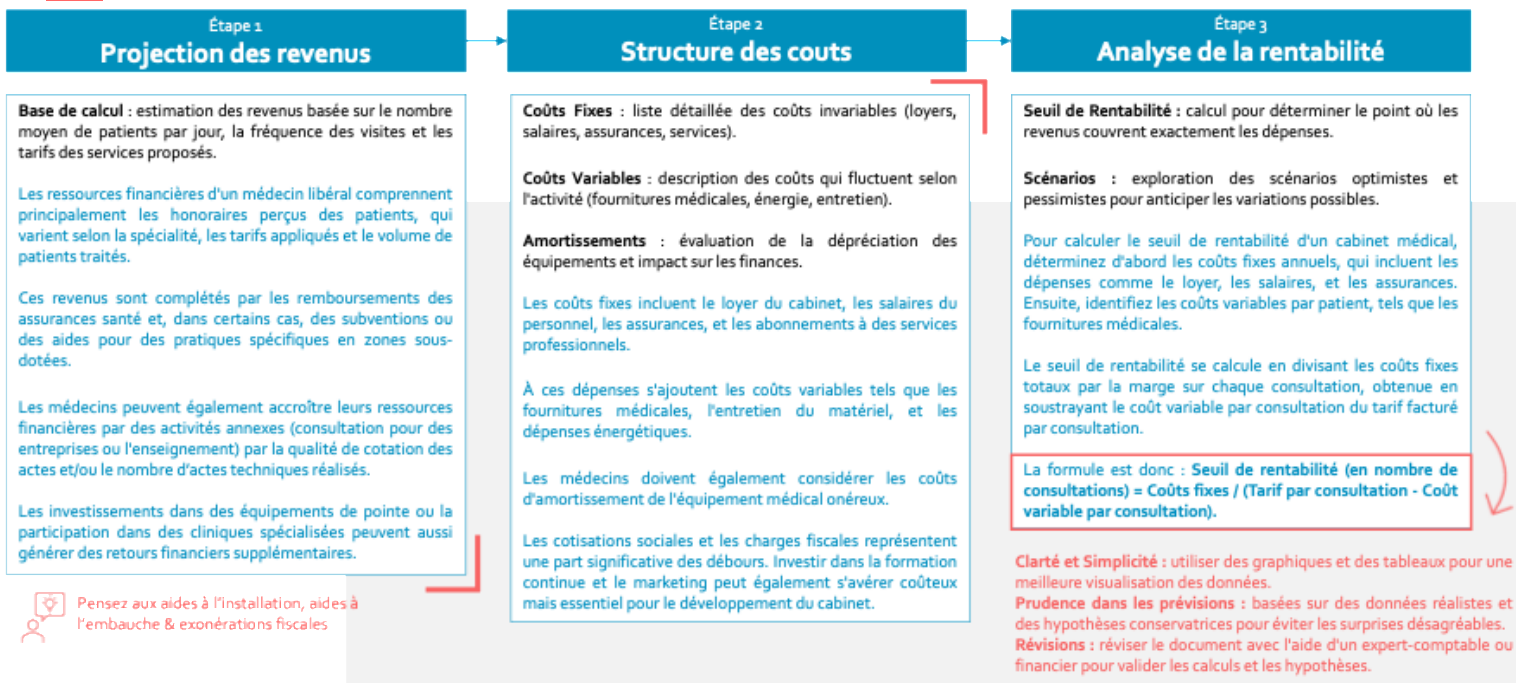 Étape 1
Projection des revenus
Base de calcul : estimation des revenus basée sur le nombre
moyen de patients par jour, la fréquence des visites et les
tarifs des services proposés.
Les ressources financières d'un médecin libéral comprennent
principalement les honoraires perçus des patients, qui
varient selon la spécialité, les tarifs appliqués et le volume de
patients traités.
Ces revenus sont complétés par les remboursements des
assurances santé et, dans certains cas, des subventions ou
des aides pour des pratiques spécifiques en zones sous-
dotées.
Les médecins peuvent également accroître leurs ressources
financières par des activités annexes (consultation pour des
entreprises ou l'enseignement) par la qualité de cotation des
actes et/ou le nombre d'actes techniques réalisés.
Les investissements dans des équipements de pointe ou la
participation dans des cliniques spécialisées peuvent aussi
générer des retours financiers supplémentaires.
Pensez aux aides à l'installation, aides à
l'embauche & exonérations fiscales
Étape 2
Structure des couts
Coûts Fixes : liste détaillée des coûts invariables (loyers,
salaires, assurances, services).
Coûts Variables : description des coûts qui fluctuent selon
l'activité (fournitures médicales, énergie, entretien).
Amortissements : évaluation de la dépréciation des
équipements et impact sur les finances.
Les coûts fixes incluent le loyer du cabinet, les salaires du
personnel, les assurances, et les abonnements à des services
professionnels.
À ces dépenses s'ajoutent les coûts variables tels que les
fournitures médicales, l'entretien du matériel, et les
dépenses énergétiques.
Les médecins doivent également considérer les coûts
d'amortissement de l'équipement médical onéreux.
Les cotisations sociales et les charges fiscales représentent
une part significative des débours. Investir dans la formation
continue et le marketing peut également s'avérer coûteux
mais essentiel pour le développement du cabinet.
Étape 3
Analyse de la rentabilité
Seuil de Rentabilité : calcul pour déterminer le point où les
revenus couvrent exactement les dépenses.
Scénarios : exploration des scénarios optimistes et
pessimistes pour anticiper les variations possibles.
Pour calculer le seuil de rentabilité d'un cabinet médical,
déterminez d'abord les coûts fixes annuels, qui incluent les
dépenses comme le loyer, les salaires, et les assurances.
Ensuite, identifiez les coûts variables par patient, tels que les
fournitures médicales.
Le seuil de rentabilité se calcule en divisant les coûts fixes
totaux par la marge sur chaque consultation, obtenue en
soustrayant le coût variable par consultation du tarif facturé
par consultation.
La formule est donc : Seuil de rentabilité (en nombre de
consultations) = Coûts fixes / (Tarif par consultation - Coût
variable par consultation).
Clarté et Simplicité : utiliser des graphiques et des tableaux pour une
meilleure visualisation des données.
Prudence dans les prévisions : basées sur des données réalistes et
des hypothèses conservatrices pour éviter les surprises désagréables.
Révisions : réviser le document avec l'aide d'un expert-comptable ou
financier pour valider les calculs et les hypothèses.